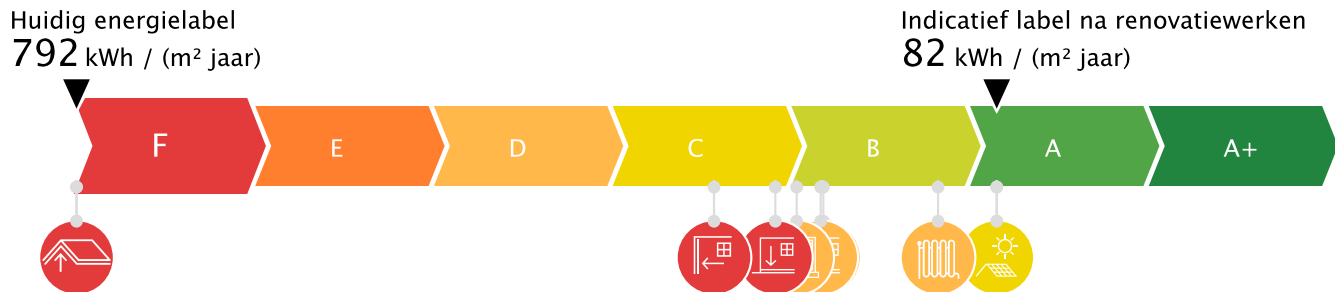 Huidig energielabel
792 kWh / (m² jaar)
Indicatief label na renovatiewerken
82 kWh / (m² jaar)
F E D C B A A+